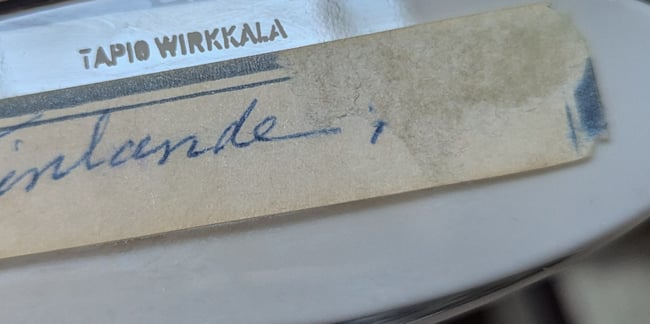 TAPIO WIRKKALA
inlande ;